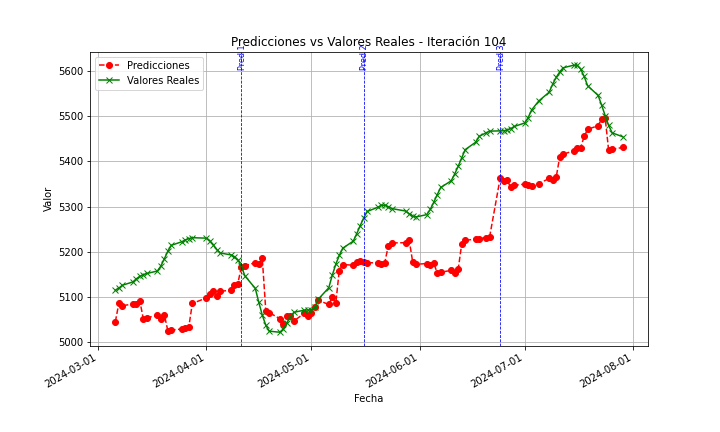 Predicciones vs Valores Reales - Iteración 104
Predicciones
Valores Reales
Pred 1
Pred 2
Pred 3
Valor
5600
5500
5400
5300
5200
5100
5000
2024-03-01
2024-04-01
2024-05-01
2024-06-01
2024-07-01
2024-08-01
Fecha